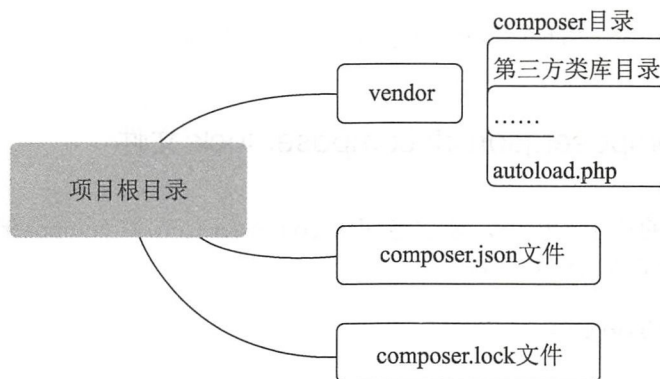 composer目录
第三方类库目录
vendor
……
autoload.php
项目根目录
composer.json文件
composer.lock文件